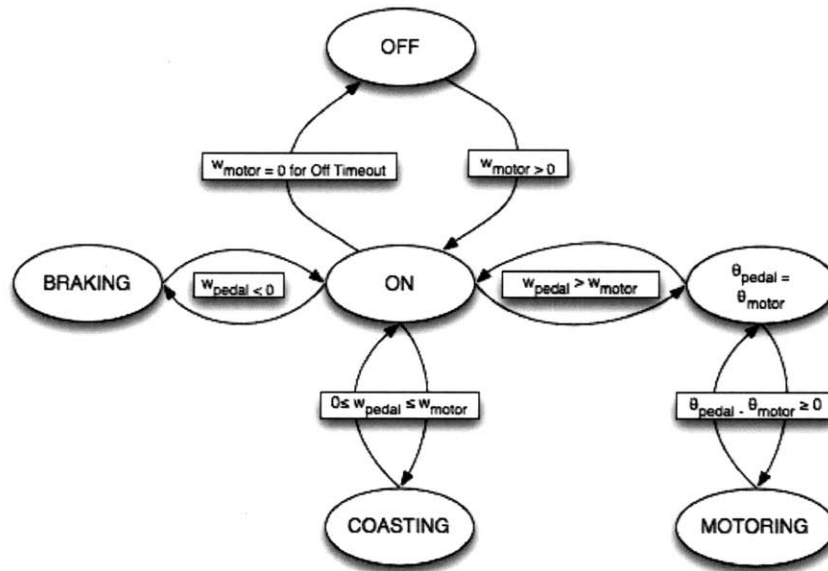 OFF
w_motor = 0 for Off Timeout
w_motor > 0
BRAKING
w_pedal < 0
ON
w_pedal > w_motor
θ_pedal =
θ_motor
0≤ w_pedal ≤ w_motor
θ_pedal - θ_motor ≥ 0
COASTING
MOTORING